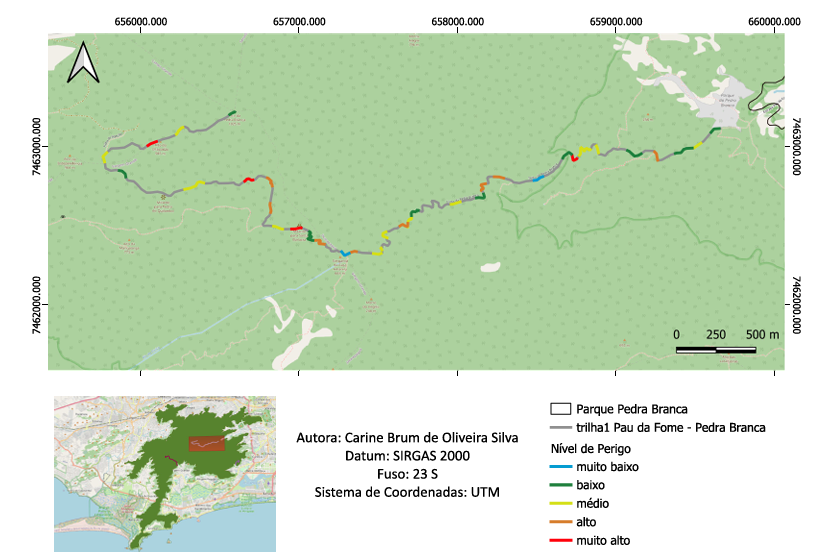 656000.000
657000.000
658000.000
659000.000
660000.000
7463000.000
7463000.000
7462000.000
7462000.000
0 250 500 m
Parque Pedra Branca
trilha1 Pau da Fome - Pedra Branca
Nível de Perigo
muito baixo
baixo
médio
alto
muito alto
Autora: Carine Brum de Oliveira Silva
Datum: SIRGAS 2000
Fuso: 23 S
Sistema de Coordenadas: UTM